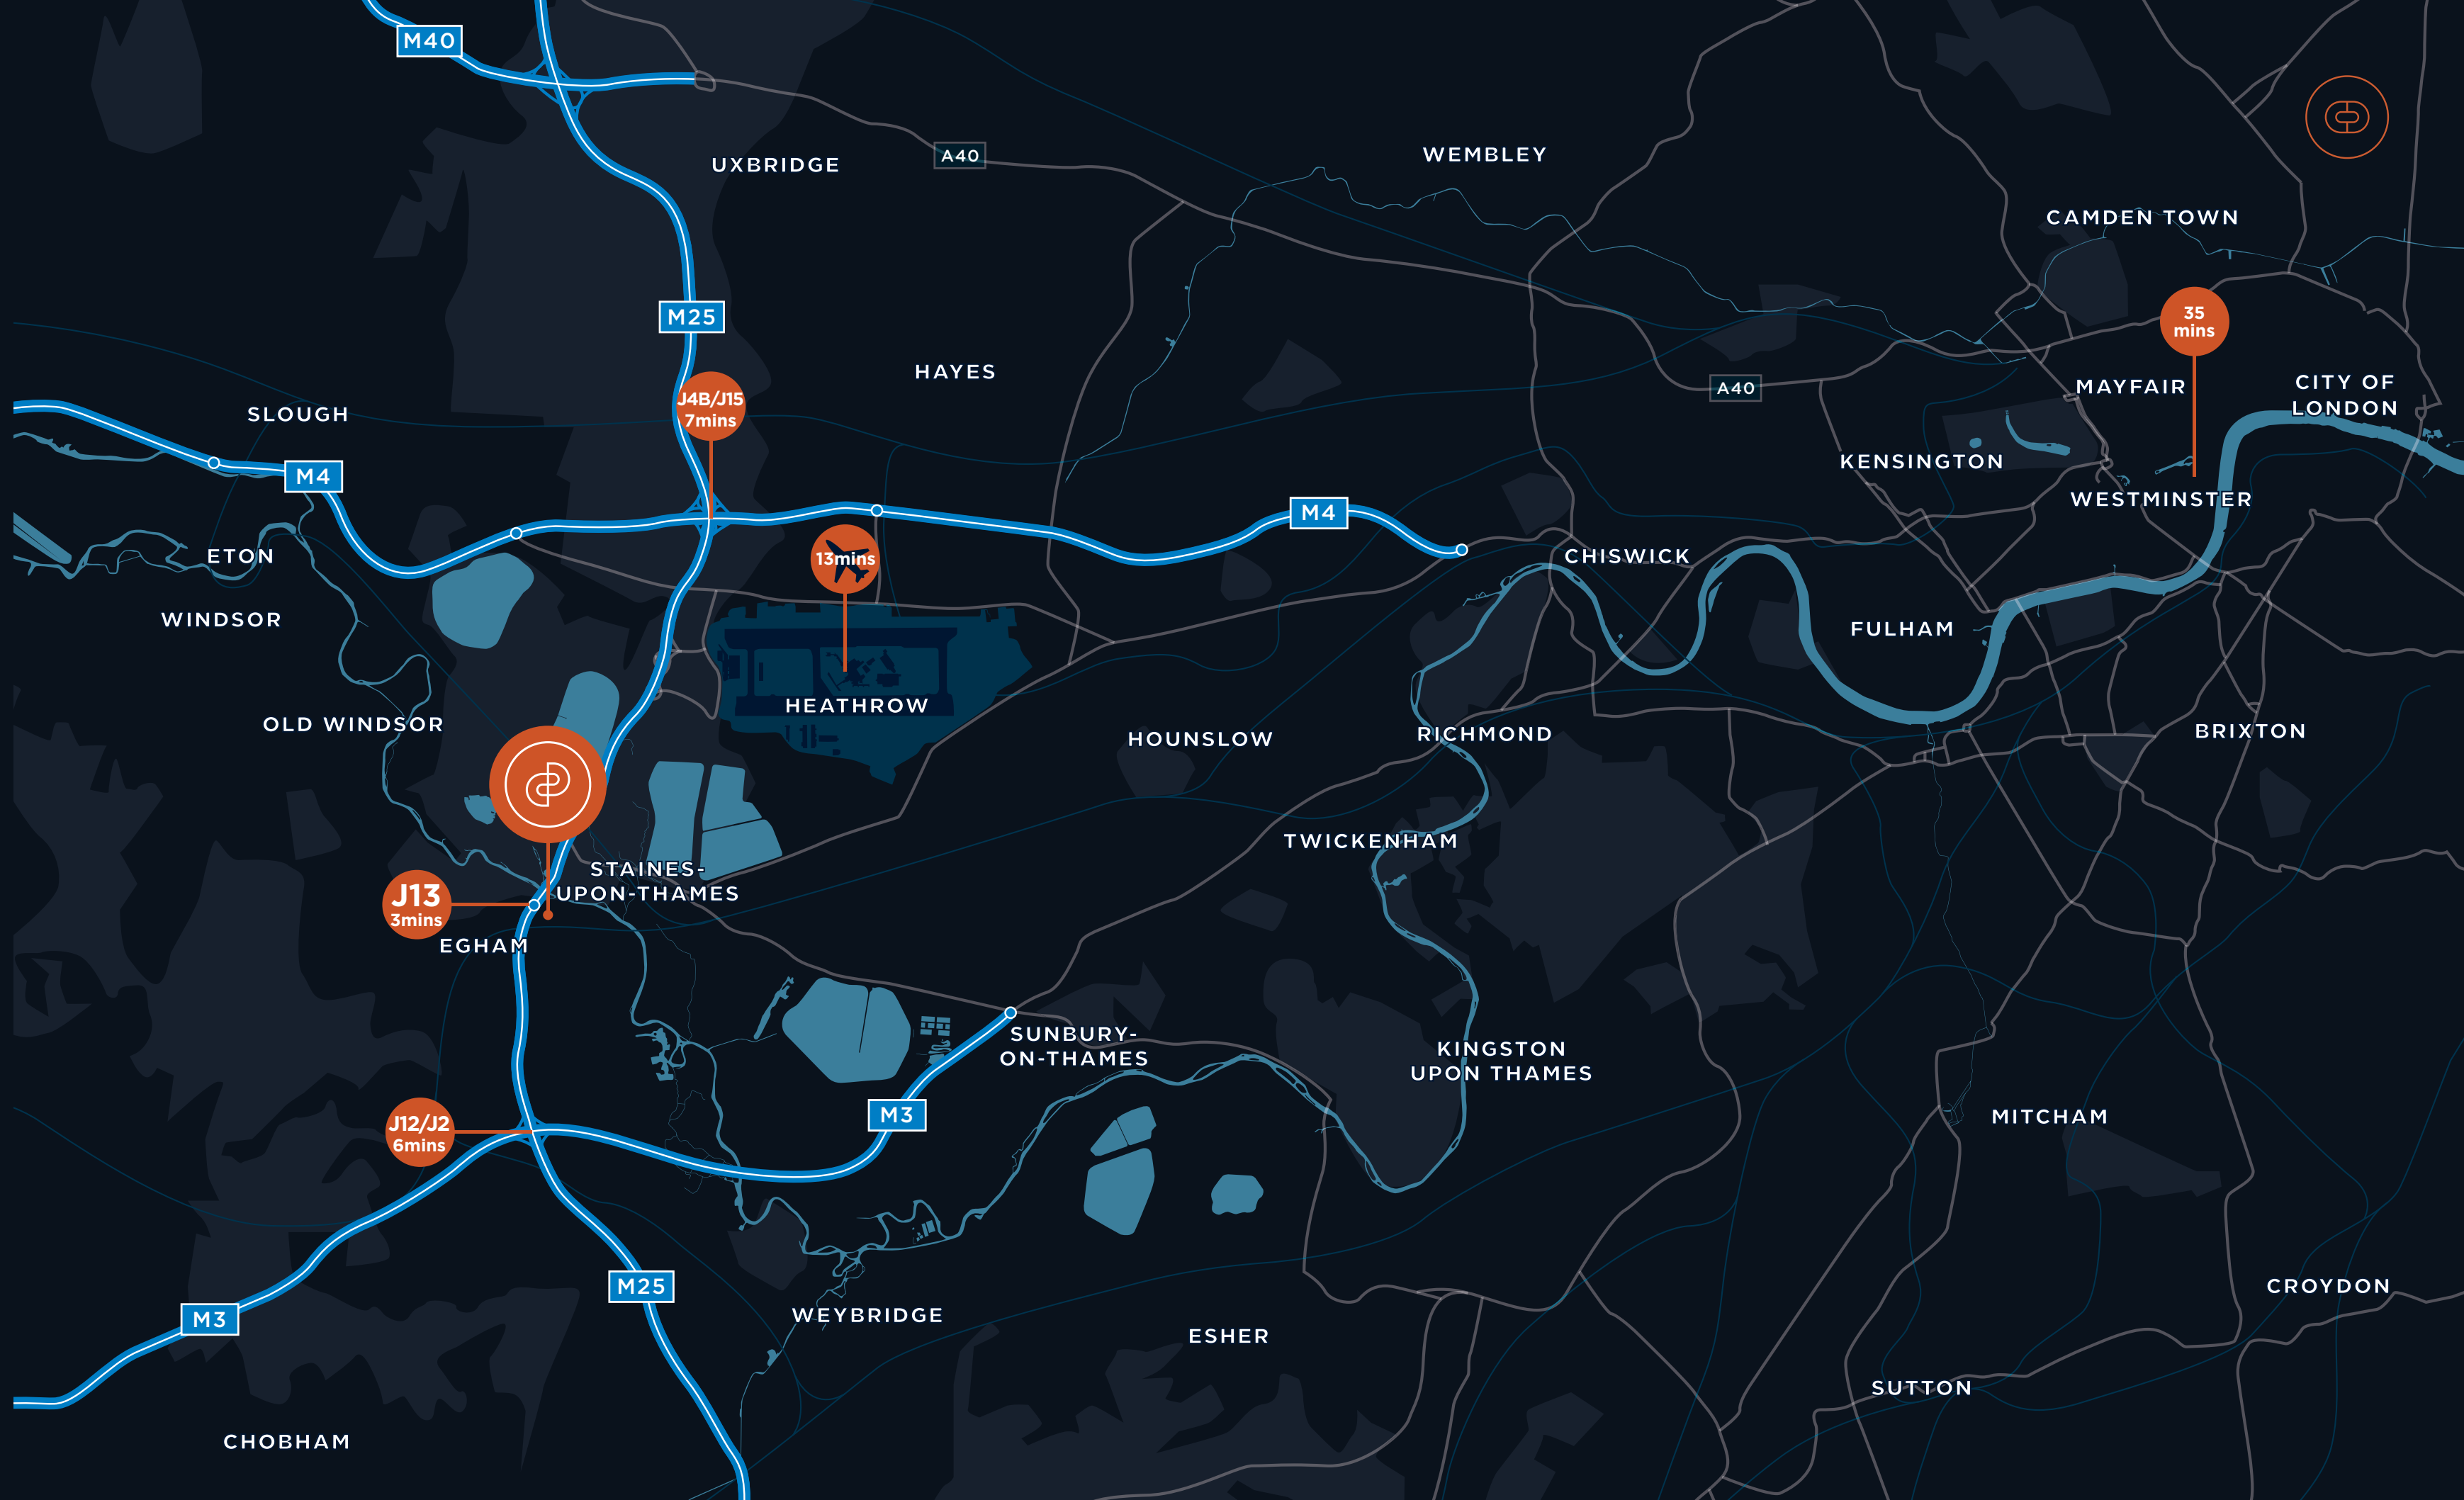 M40
UXBRIDGE
A40
WEMBLEY
CAMDEN TOWN
M25
35
mins
HAYES
MAYFAIR
CITY OF
LONDON
A40
J4B/J15
7mins
SLOUGH
M4
KENSINGTON
WESTMINSTER
M4
ETON
13mins
CHISWICK
WINDSOR
FULHAM
HEATHROW
OLD WINDSOR
HOUNSLOW
RICHMOND
BRIXTON
TWICKENHAM
STAINES-
UPON-THAMES
J13
3mins
EGHAM
SUNBURY-
ON-THAMES
KINGSTON
UPON THAMES
M3
MITCHAM
J12/J2
6mins
M25
CROYDON
M3
WEYBRIDGE
ESHER
SUTTON
CHOBHAM